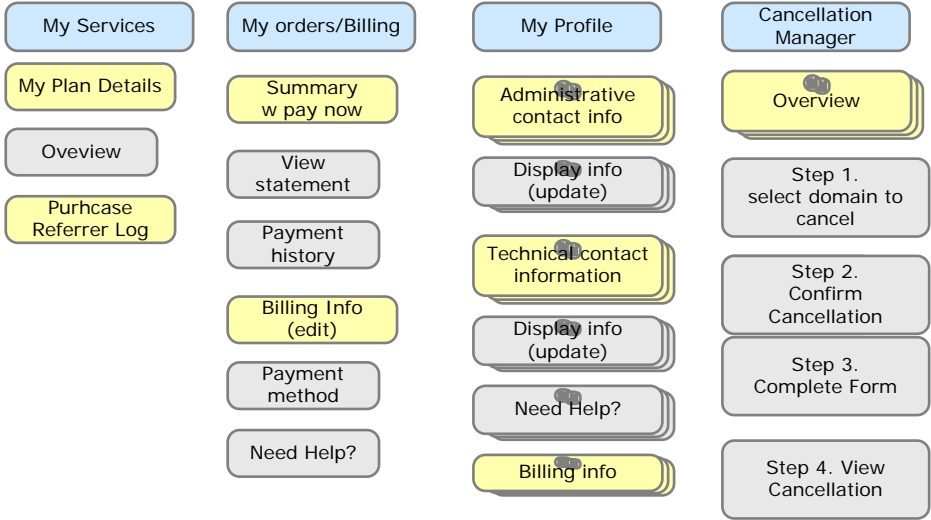 My Services
My Plan Details
Oveview
Purhcase
Referrer Log
My orders/Billing
Summary
w pay now
View
statement
Payment
history
Billing Info
(edit)
Payment
method
Need Help?
My Profile
Administrative
contact info
Display info
(update)
Technical contact
information
Display info
(update)
Need Help?
Billing info
Cancellation
Manager
Overview
Step 1.
select domain to
cancel
Step 2.
Confirm
Cancellation
Step 3.
Complete Form
Step 4. View
Cancellation